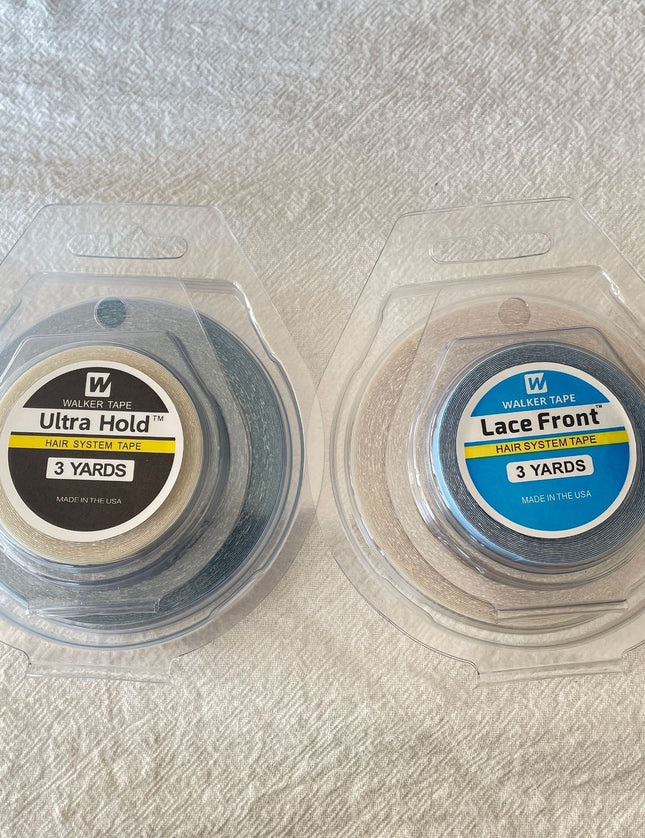 W
WALKER TAPE
Ultra Hold™
HAIR SYSTEM TAPE
3 YARDS
MADE IN THE USA
W
WALKER TAPE
Lace Front™
HAIR SYSTEM TAPE
3 YARDS
MADE IN THE USA